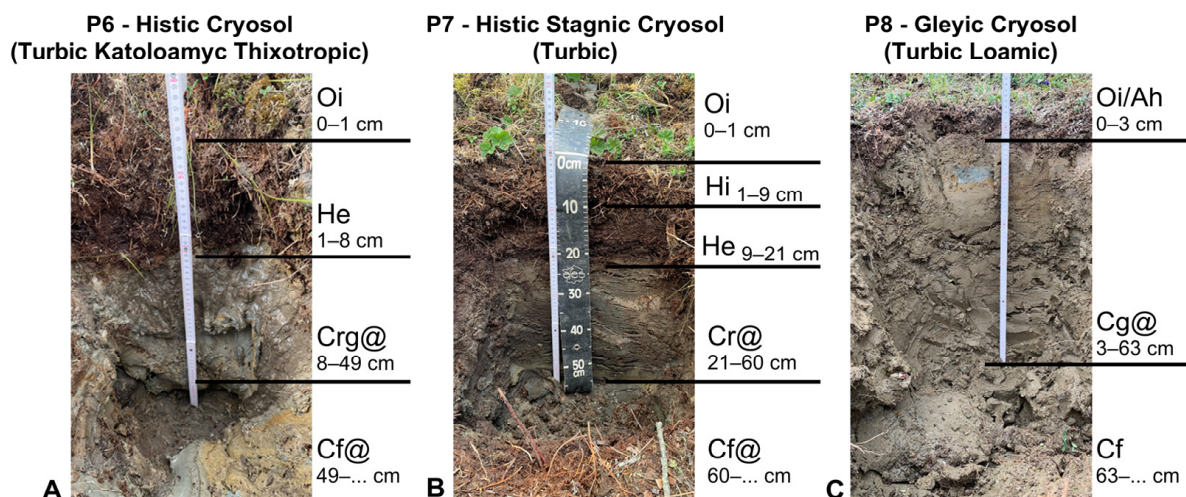 P6 - Histic Cryosol
(Turbic Katoloamyc Thixotropic)
Oi
0–1 cm
He
1–8 cm
Crg@
8–49 cm
Cf@
49–... cm
A
P7 - Histic Stagnic Cryosol
(Turbic)
Oi
0–1 cm
Hi 1–9 cm
He 9–21 cm
Cr@
21–60 cm
Cf@
60–... cm
B
0cm
10
20
30
40
50
cm
P8 - Gleyic Cryosol
(Turbic Loamic)
Oi/Ah
0–3 cm
Cg@
3–63 cm
Cf
63–... cm
C